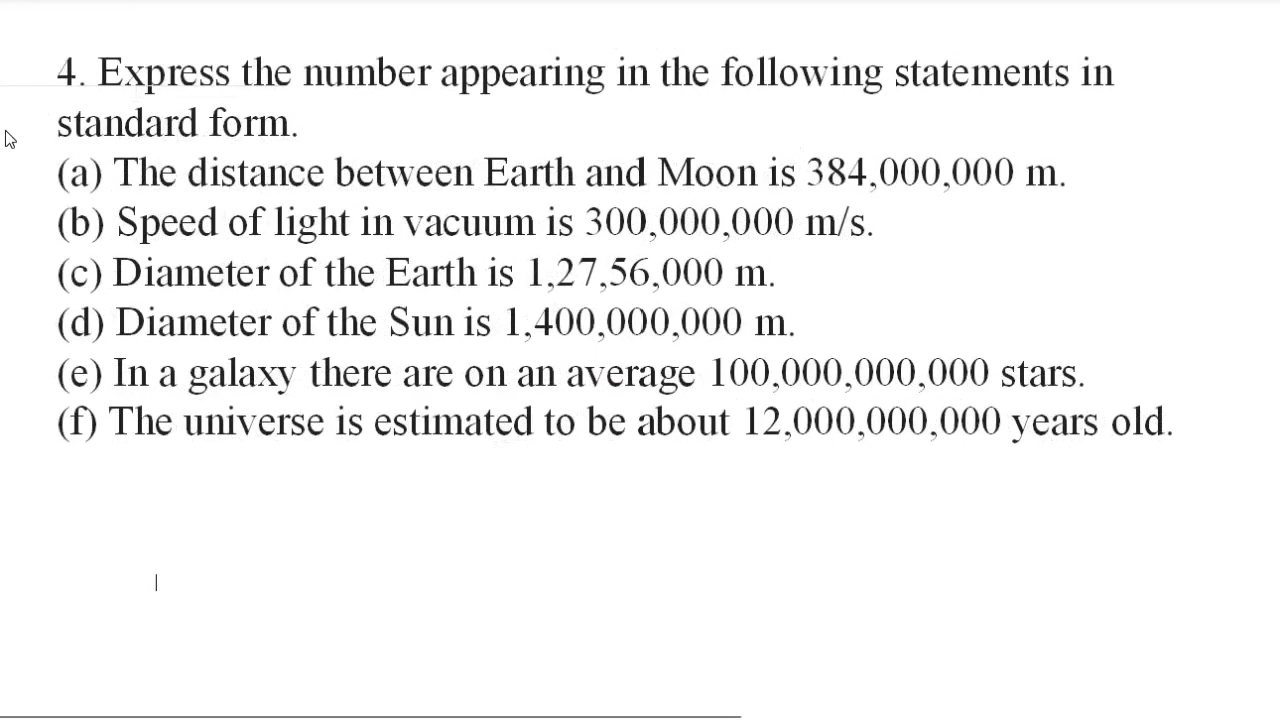 4. Express the number appearing in the following statements in
standard form.
(a) The distance between Earth and Moon is 384,000,000 m.
(b) Speed of light in vacuum is 300,000,000 m/s.
(c) Diameter of the Earth is 1,27,56,000 m.
(d) Diameter of the Sun is 1,400,000,000 m.
(e) In a galaxy there are on an average 100,000,000,000 stars.
(f) The universe is estimated to be about 12,000,000,000 years old.